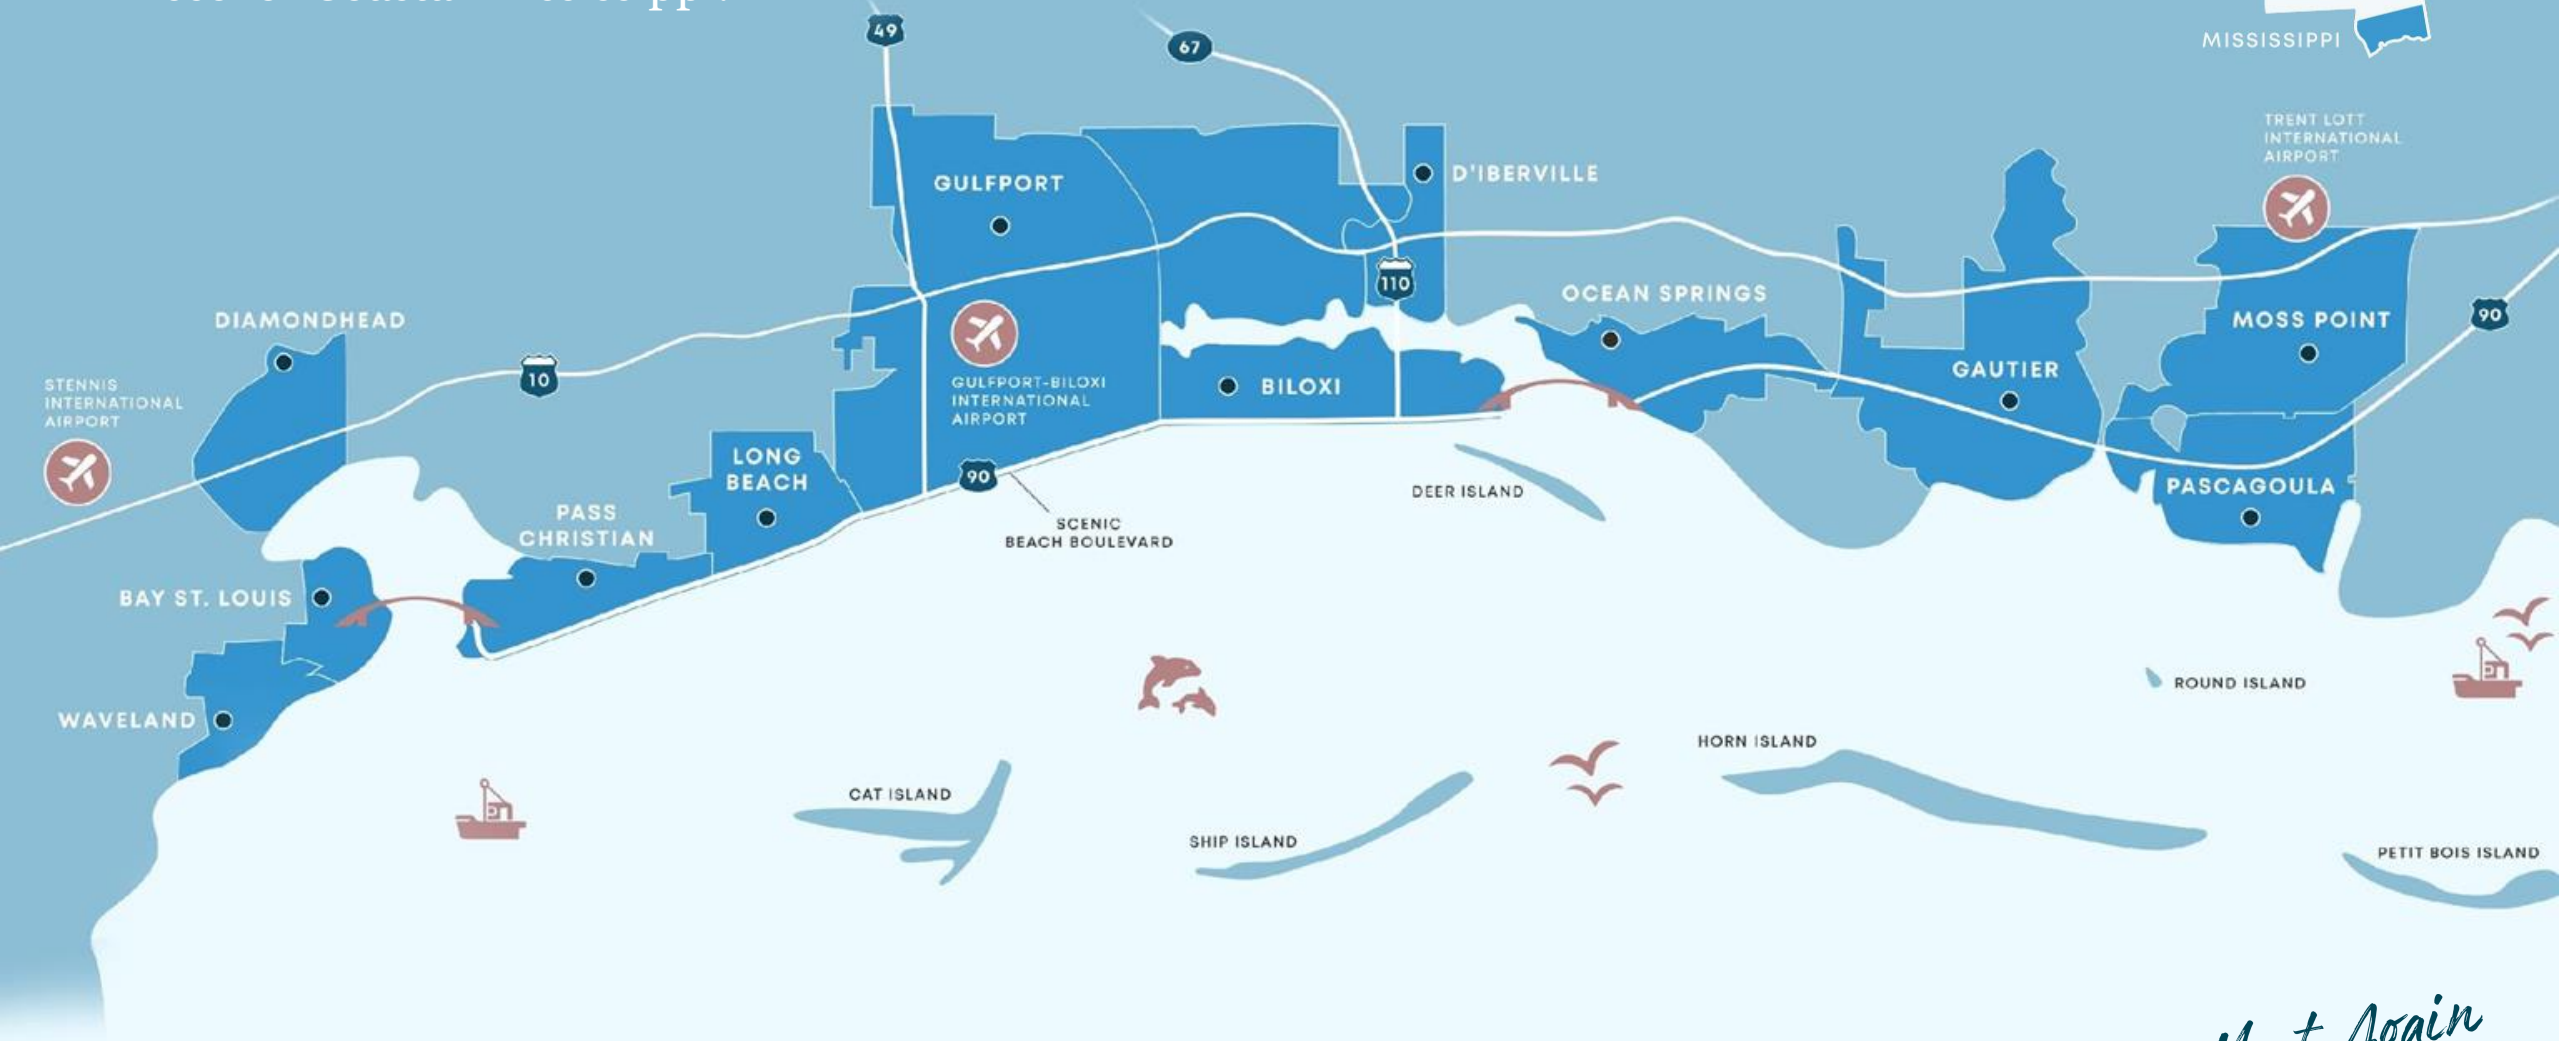 49
67
MISSISSIPPI
TRENT LOTT
INTERNATIONAL
AIRPORT
GULFPORT
D'IBERVILLE
110
OCEAN SPRINGS
DIAMONDHEAD
MOSS POINT
90
10
GAUTIER
STENNIS
INTERNATIONAL
AIRPORT
GULFPORT-BILOXI
INTERNATIONAL
AIRPORT
BILOXI
LONG
BEACH
90
DEER ISLAND
PASCAGOULA
PASS
CHRISTIAN
SCENIC
BEACH BOULEVARD
BAY ST. LOUIS
WAVELAND
ROUND ISLAND
HORN ISLAND
CAT ISLAND
SHIP ISLAND
PETIT BOIS ISLAND
Again